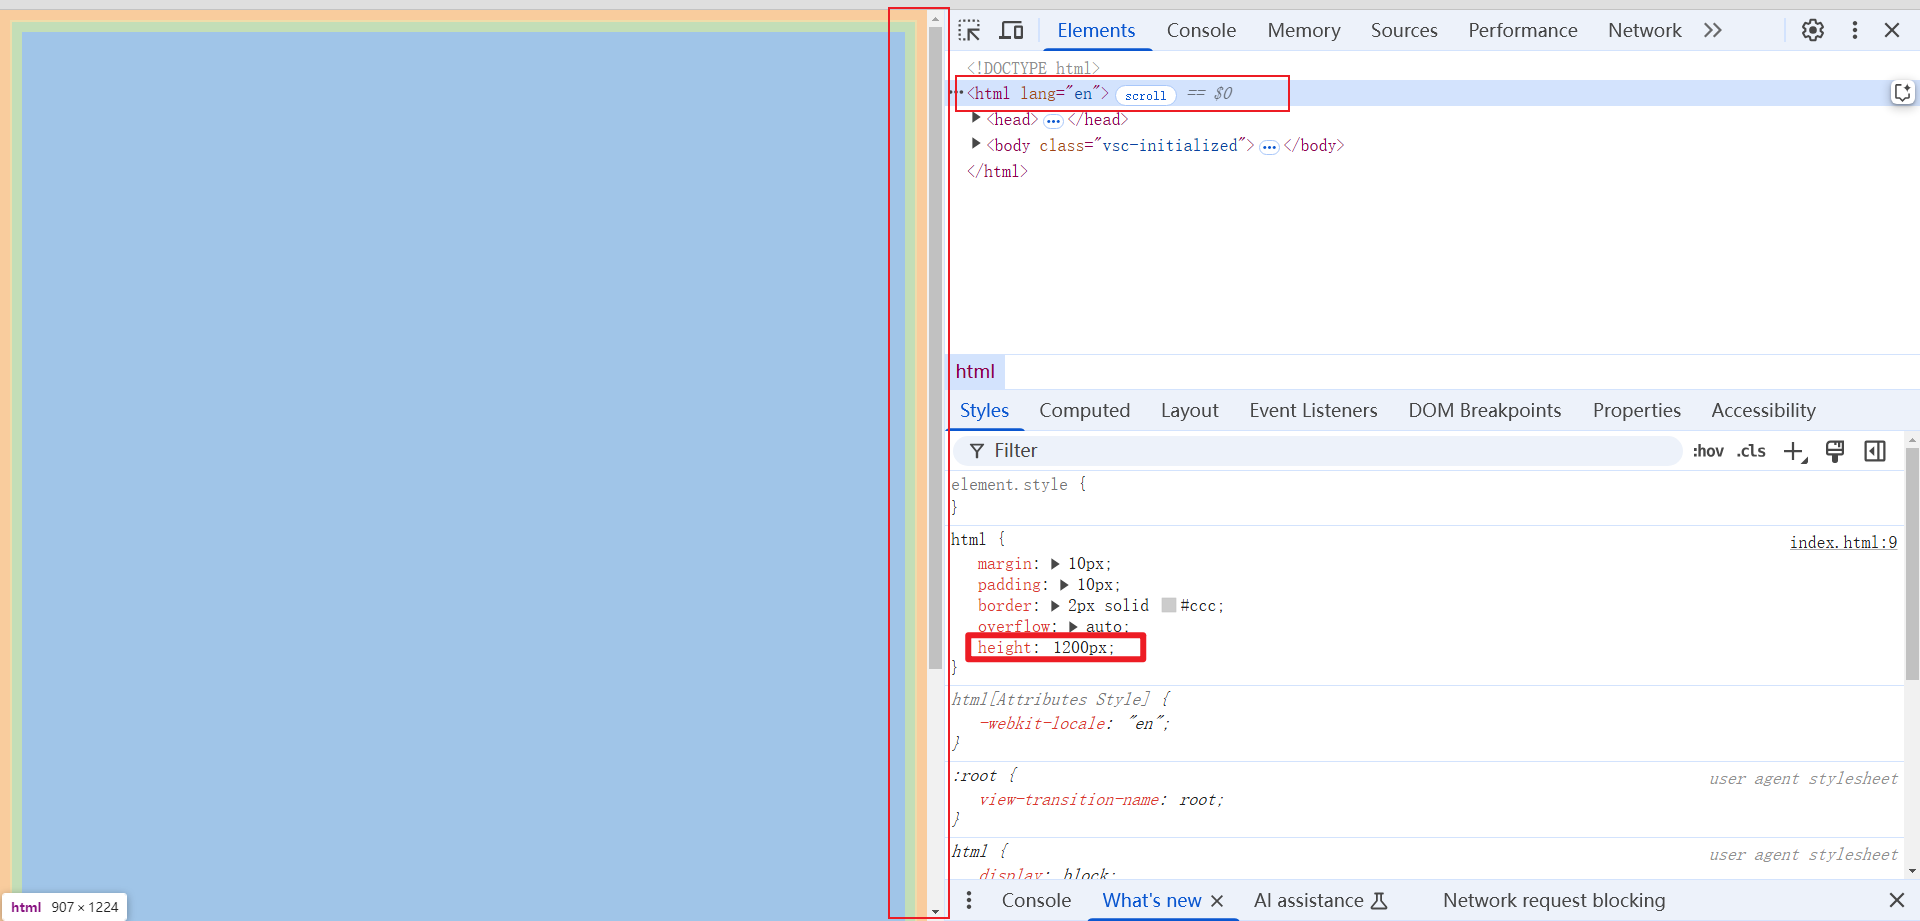 Elements Console Memory Sources Performance Network
<!DOCTYPE html>
<html lang="en"> scroll == $0
<head> ••• </head>
<body class="vsc-initialized"> ••• </body>
</html>
html
Styles Computed Layout Event Listeners DOM Breakpoints Properties Accessibility
Filter :hov .cls
element.style {
}
html { index.html:9
margin: 10px;
padding: 10px;
border: 2px solid #ccc;
overflow: auto;
height: 1200px;
}
html[Attributes Style] {
-webkit-locale: "en";
}
:root { user agent stylesheet
view-transition-name: root;
}
html { user agent stylesheet
display: block;
html 907 × 1224
Console What's new AI assistance Network request blocking